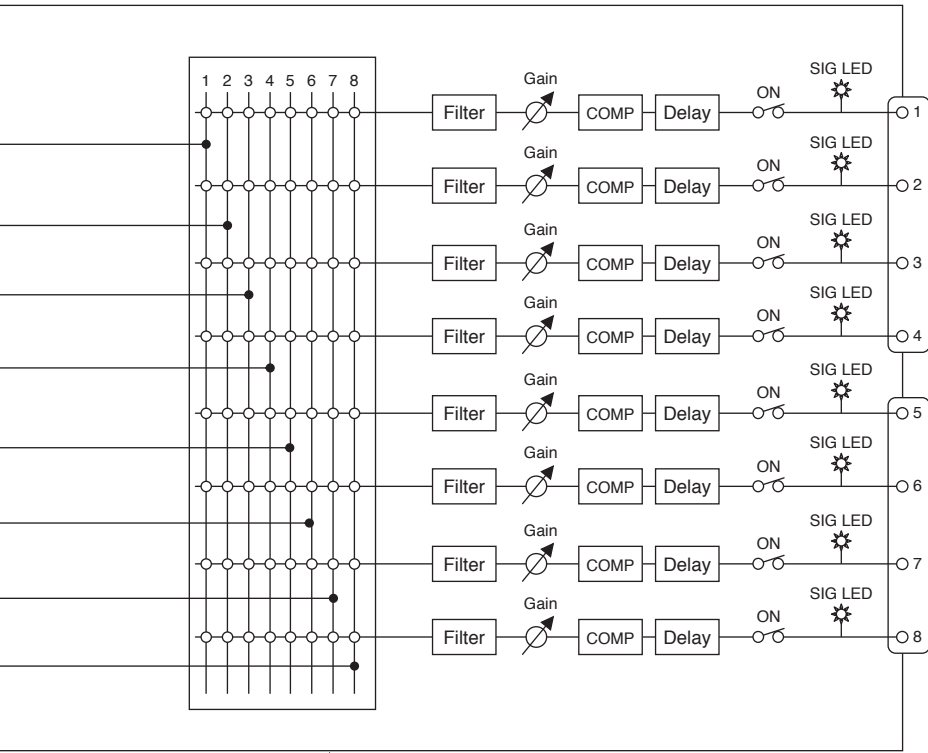 1 2 3 4 5 6 7 8
Filter Gain COMP Delay ON SIG LED 1
Filter Gain COMP Delay ON SIG LED 2
Filter Gain COMP Delay ON SIG LED 3
Filter Gain COMP Delay ON SIG LED 4
Filter Gain COMP Delay ON SIG LED 5
Filter Gain COMP Delay ON SIG LED 6
Filter Gain COMP Delay ON SIG LED 7
Filter Gain COMP Delay ON SIG LED 8